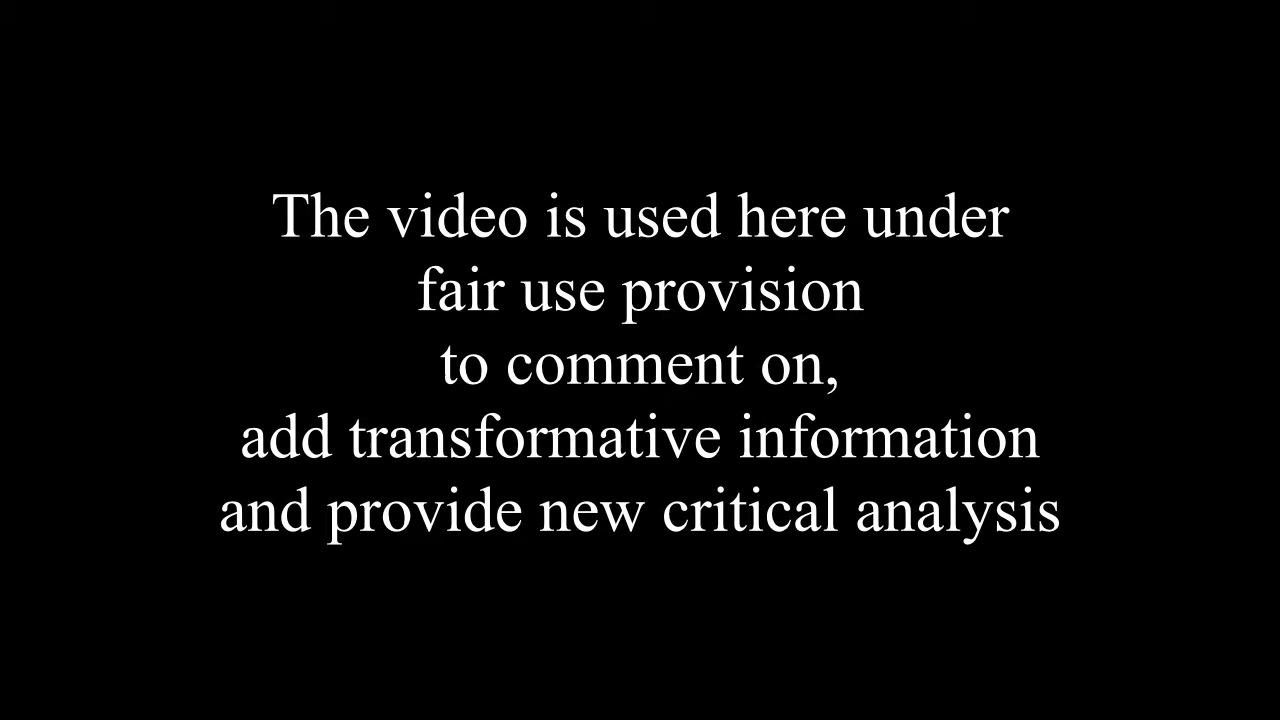 The video is used here under
fair use provision
to comment on,
add transformative information
and provide new critical analysis